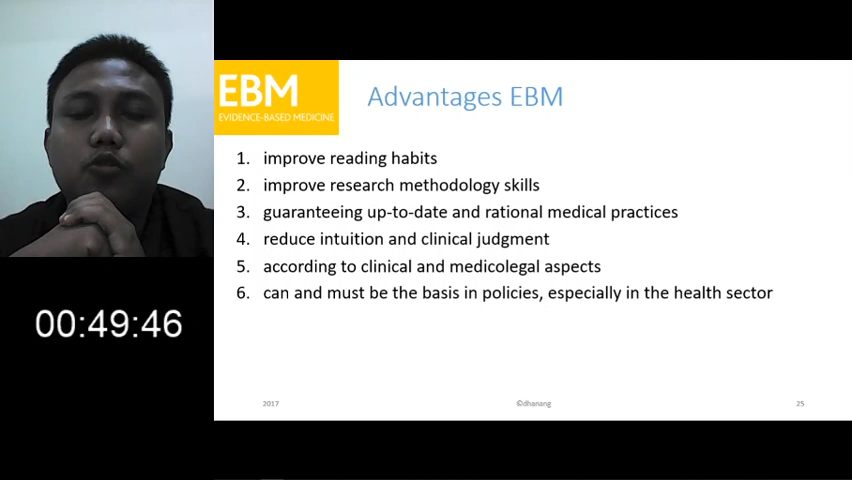 EBM
EVIDENCE-BASED MEDICINE
Advantages EBM
1. improve reading habits
2. improve research methodology skills
3. guaranteeing up-to-date and rational medical practices
4. reduce intuition and clinical judgment
5. according to clinical and medicolegal aspects
6. can and must be the basis in policies, especially in the health sector
00:49:46
2017
©dhanang
25